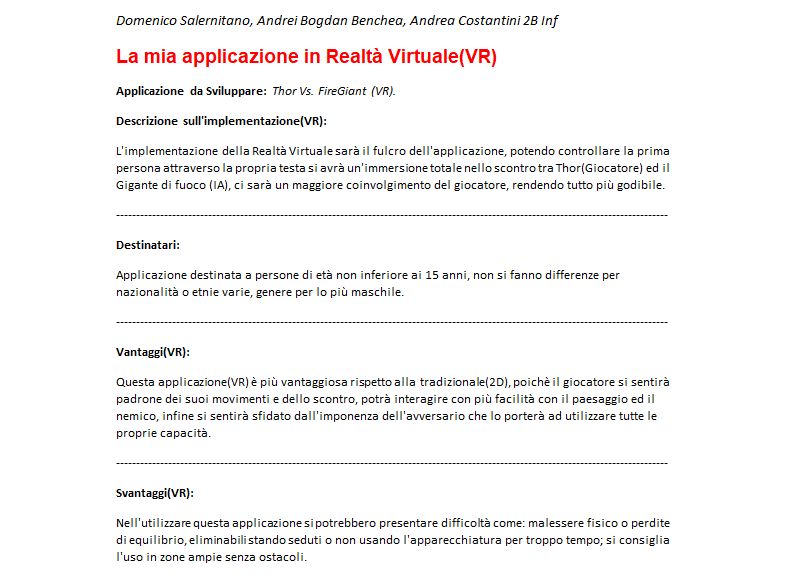 Domenico Salernitano, Andrei Bogdan Benchea, Andrea Costantini 2B Inf
La mia applicazione in Realtà Virtuale(VR)
Applicazione da Sviluppare: Thor Vs. FireGiant (VR).
Descrizione sull'implementazione(VR):
L'implementazione della Realtà Virtuale sarà il fulcro dell'applicazione, potendo controllare la prima
persona attraverso la propria testa si avrà un'immersione totale nello scontro tra Thor(Giocatore) ed il
Gigante di fuoco (IA), ci sarà un maggiore coinvolgimento del giocatore, rendendo tutto più godibile.
------------------------------------------------------------------------------------------------------------------------------------------
Destinatari:
Applicazione destinata a persone di età non inferiore ai 15 anni, non si fanno differenze per
nazionalità o etnie varie, genere per lo più maschile.
------------------------------------------------------------------------------------------------------------------------------------------
Vantaggi(VR):
Questa applicazione(VR) è più vantaggiosa rispetto alla tradizionale(2D), poichè il giocatore si sentirà
padrone dei suoi movimenti e dello scontro, potrà interagire con più facilità con il paesaggio ed il
nemico, infine si sentirà sfidato dall'imponenza dell'avversario che lo porterà ad utilizzare tutte le
proprie capacità.
------------------------------------------------------------------------------------------------------------------------------------------
Svantaggi(VR):
Nell'utilizzare questa applicazione si potrebbero presentare difficoltà come: malessere fisico o perdite
di equilibrio, eliminabili stando seduti o non usando l'apparecchiatura per troppo tempo; si consiglia
l'uso in zone ampie senza ostacoli.